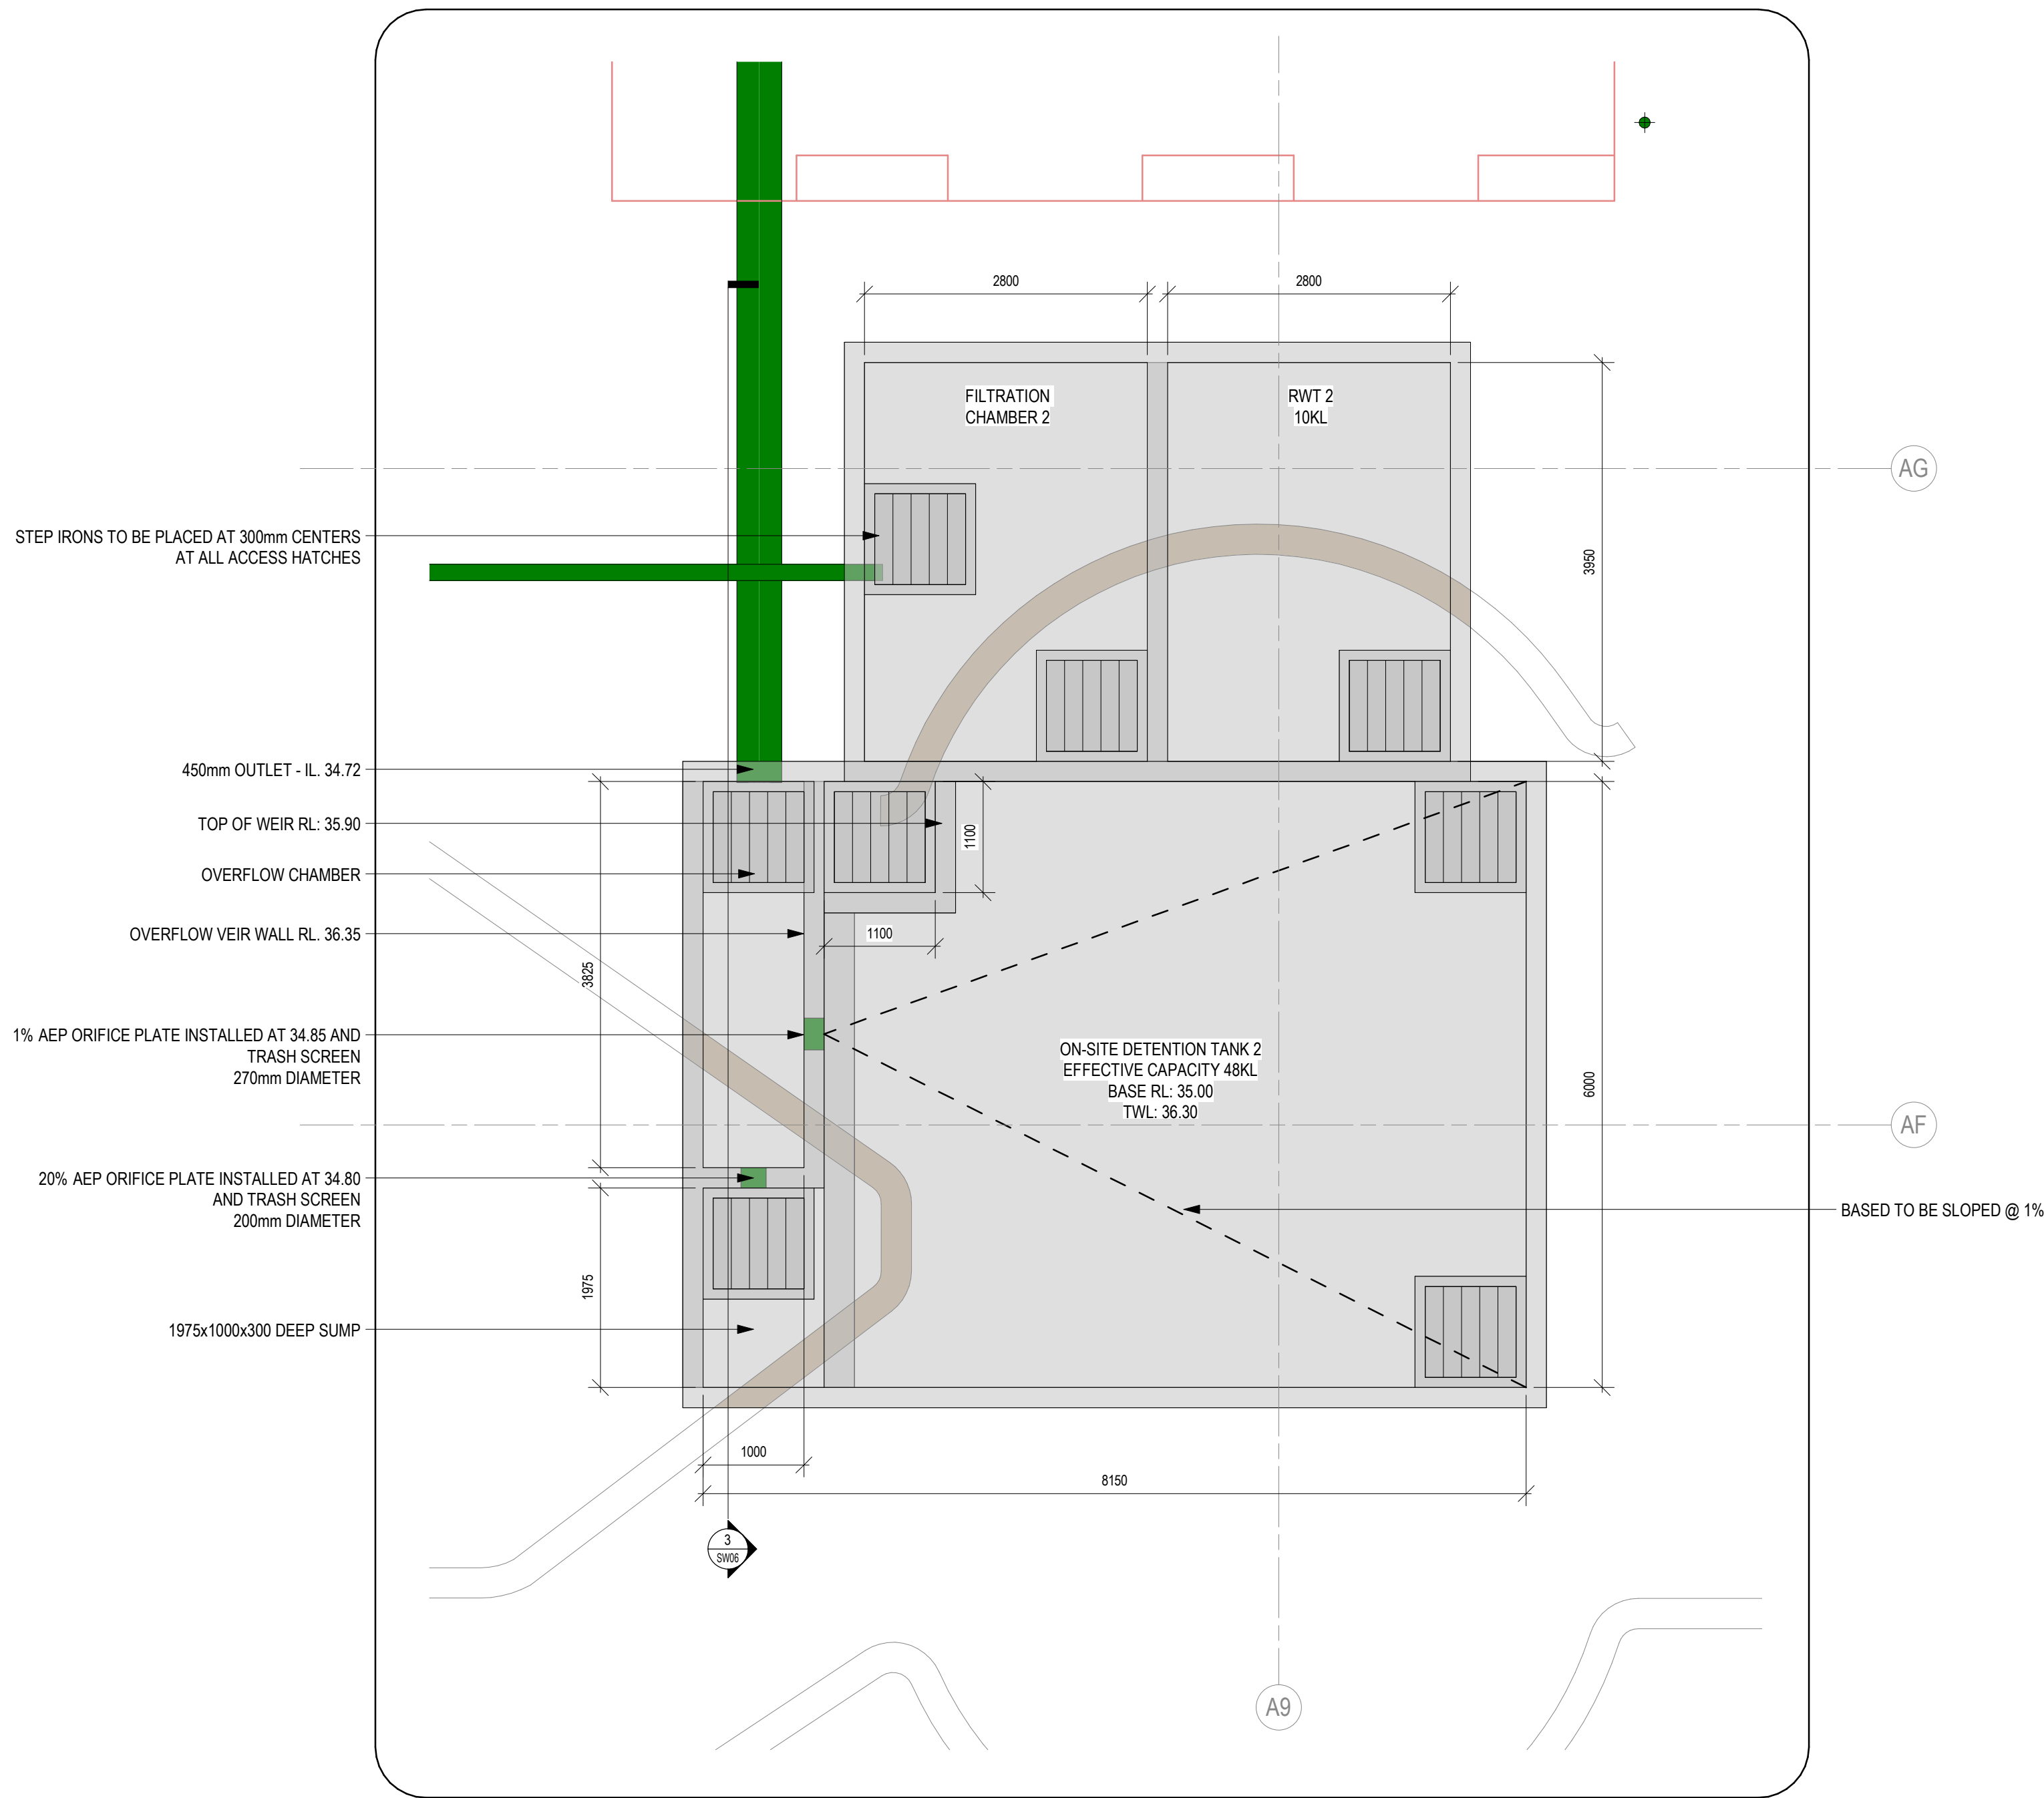 2800
2800
FILTRATION
CHAMBER 2
RWT 2
10KL
AG
STEP IRONS TO BE PLACED AT 300mm CENTERS
AT ALL ACCESS HATCHES
3950
450mm OUTLET - IL. 34.72
TOP OF WEIR RL: 35.90
1100
OVERFLOW CHAMBER
OVERFLOW VEIR WALL RL. 36.35
1100
3825
1% AEP ORIFICE PLATE INSTALLED AT 34.85 AND
TRASH SCREEN
270mm DIAMETER
ON-SITE DETENTION TANK 2
EFFECTIVE CAPACITY 48KL
BASE RL: 35.00
TWL: 36.30
6000
AF
20% AEP ORIFICE PLATE INSTALLED AT 34.80
AND TRASH SCREEN
200mm DIAMETER
BASED TO BE SLOPED @ 1%
1975
1975x1000x300 DEEP SUMP
1000
8150
3
SW06
A9